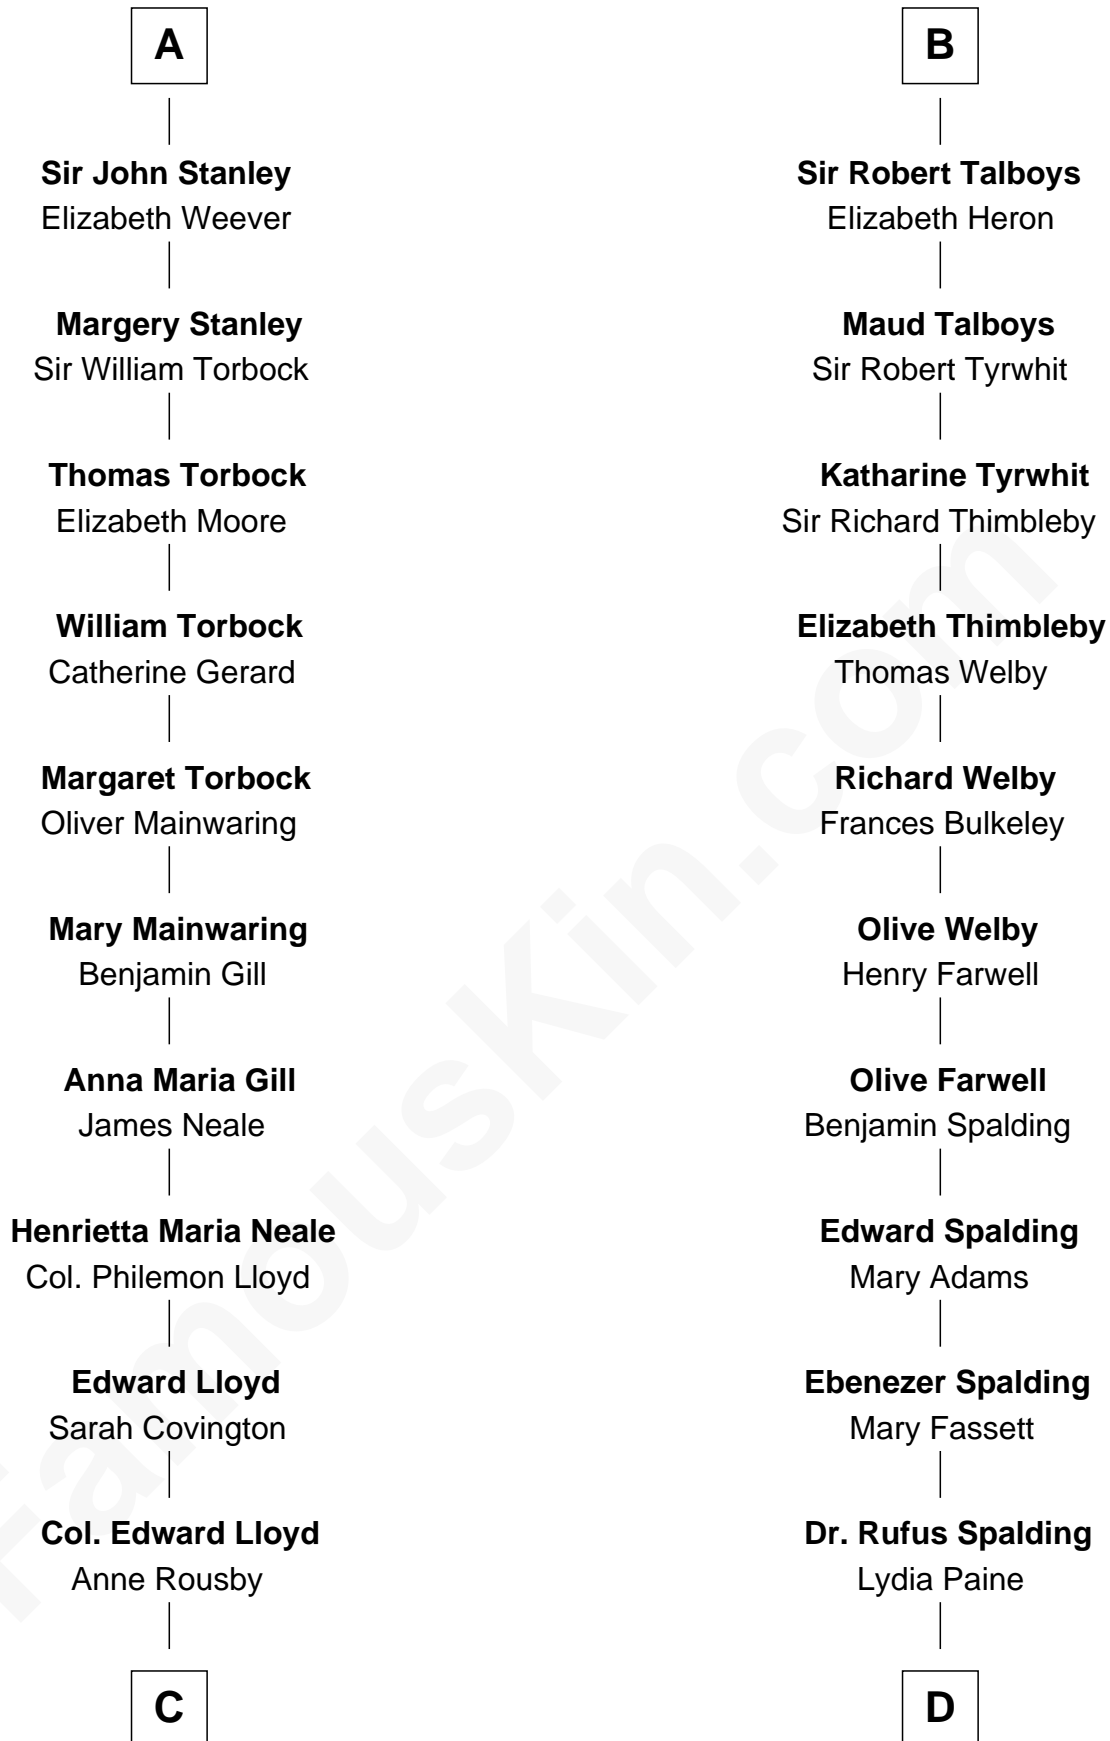 A
Sir John Stanley
Elizabeth Weever
Margery Stanley
Sir William Torbock
Thomas Torbock
Elizabeth Moore
William Torbock
Catherine Gerard
Margaret Torbock
Oliver Mainwaring
Mary Mainwaring
Benjamin Gill
Anna Maria Gill
James Neale
Henrietta Maria Neale
Col. Philemon Lloyd
Edward Lloyd
Sarah Covington
Col. Edward Lloyd
Anne Rousby
C
B
Sir Robert Talboys
Elizabeth Heron
Maud Talboys
Sir Robert Tyrwhit
Katharine Tyrwhit
Sir Richard Thimbleby
Elizabeth Thimbleby
Thomas Welby
Richard Welby
Frances Bulkeley
Olive Welby
Henry Farwell
Olive Farwell
Benjamin Spalding
Edward Spalding
Mary Adams
Ebenezer Spalding
Mary Fassett
Dr. Rufus Spalding
Lydia Paine
D
FamousKin.com